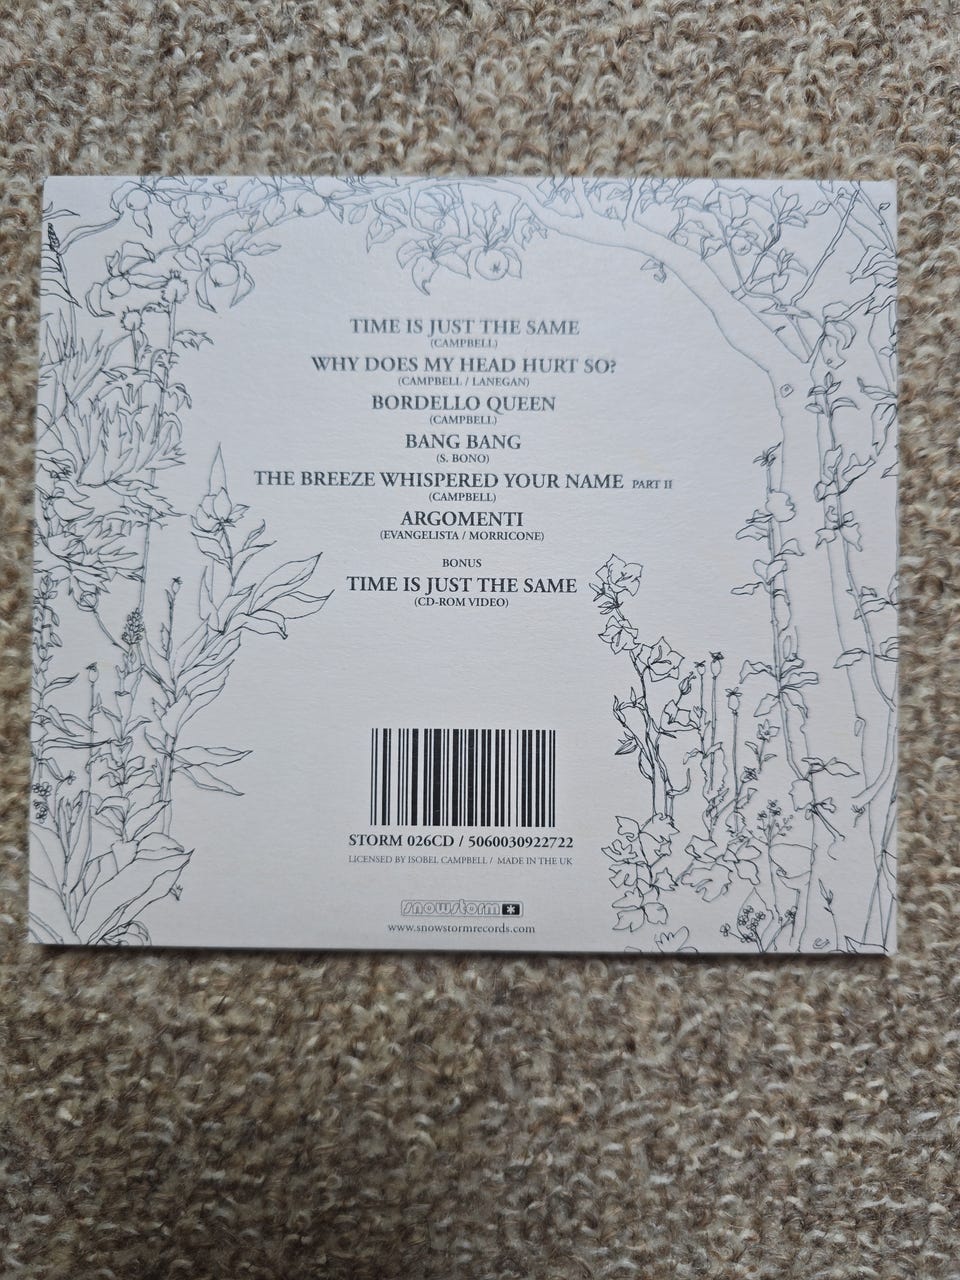 TIME IS JUST THE SAME
(CAMPBELL)
WHY DOES MY HEAD HURT SO?
(CAMPBELL / LANEGAN)
BORDELLO QUEEN
(CAMPBELL)
BANG BANG
(S. BONO)
THE BREEZE WHISPERED YOUR NAME PART II
(CAMPBELL)
ARGOMENTI
(EVANGELISTA / MORRICONE)
BONUS
TIME IS JUST THE SAME
(CD-ROM VIDEO)
STORM 026CD / 5060030922722
LICENSED BY ISOBEL CAMPBELL / MADE IN THE UK
snowstorm
www.snowstormrecords.com